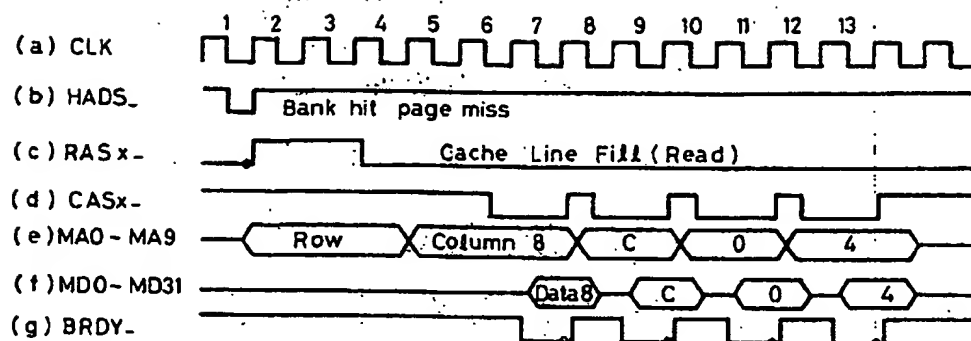 1 2 3 4 5 6 7 8 9 10 11 12 13
(a) CLK
(b) HADS_
Bank hit page miss
(c) RASx_
Cache Line Fill (Read)
(d) CASx_
(e) MA0~MA9 Row Column 8 C 0 4
(f) MD0~MD31 Data8 C 0 4
(g) BRDY_